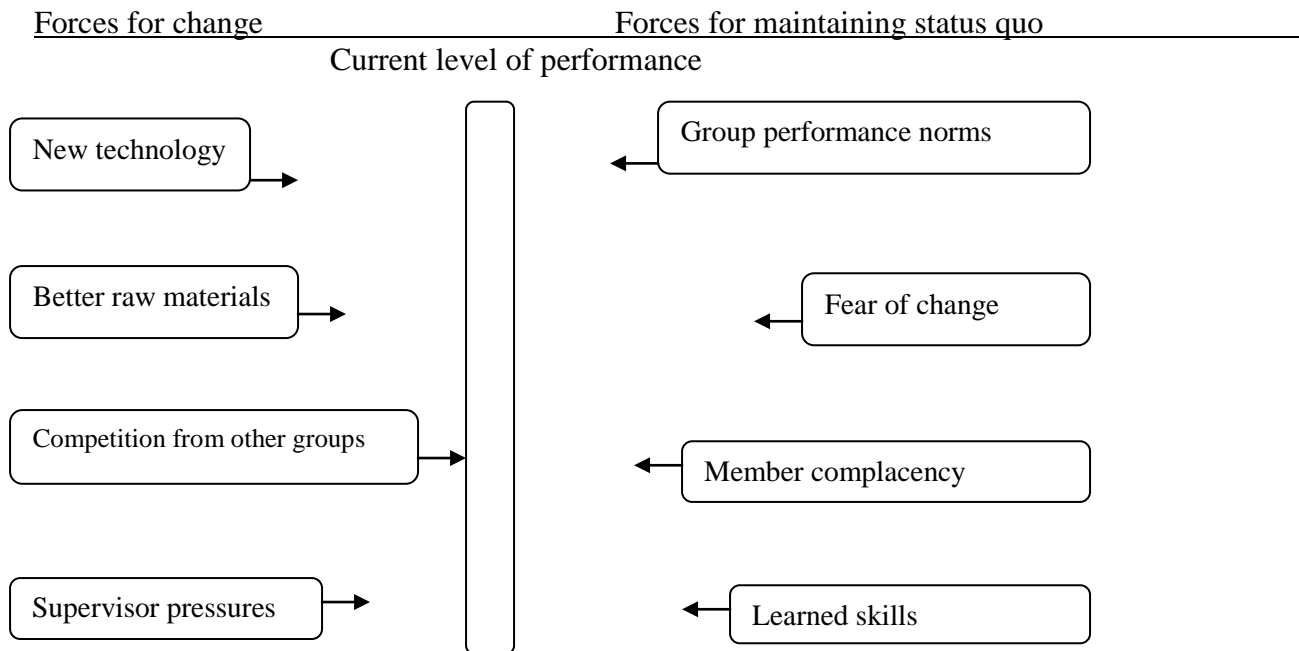 Forces for change Forces for maintaining status quo
Current level of performance
New technology
Group performance norms
Better raw materials
Fear of change
Competition from other groups
Member complacency
Supervisor pressures
Learned skills